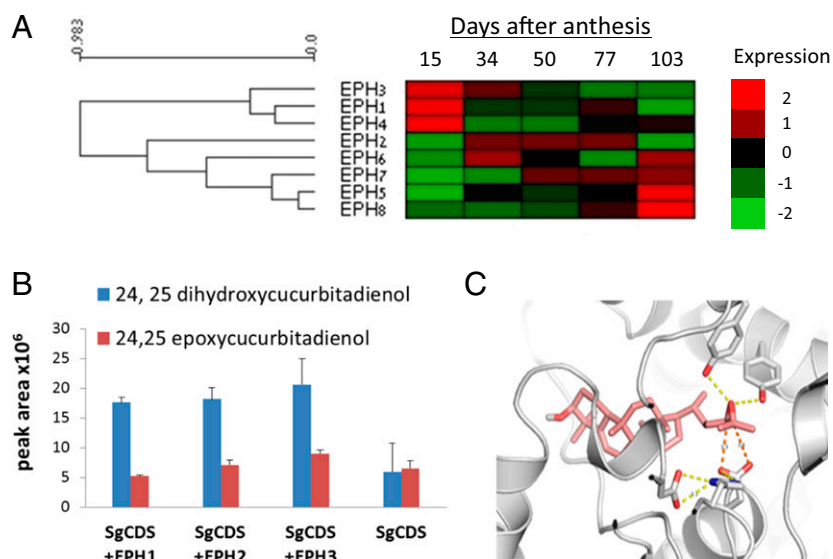 A
-0.983
0.0
Days after anthesis
15 34 50 77 103
Expression
EPH3
EPH1
EPH4
EPH2
EPH6
EPH7
EPH5
EPH8
2
1
0
-1
-2
B
24, 25 dihydroxycucurbitadienol
24,25 epoxycucurbitadienol
peak area x10⁶
30
25
20
15
10
5
0
SgCDS +EPH1
SgCDS +EPH2
SgCDS +EPH3
SgCDS
C